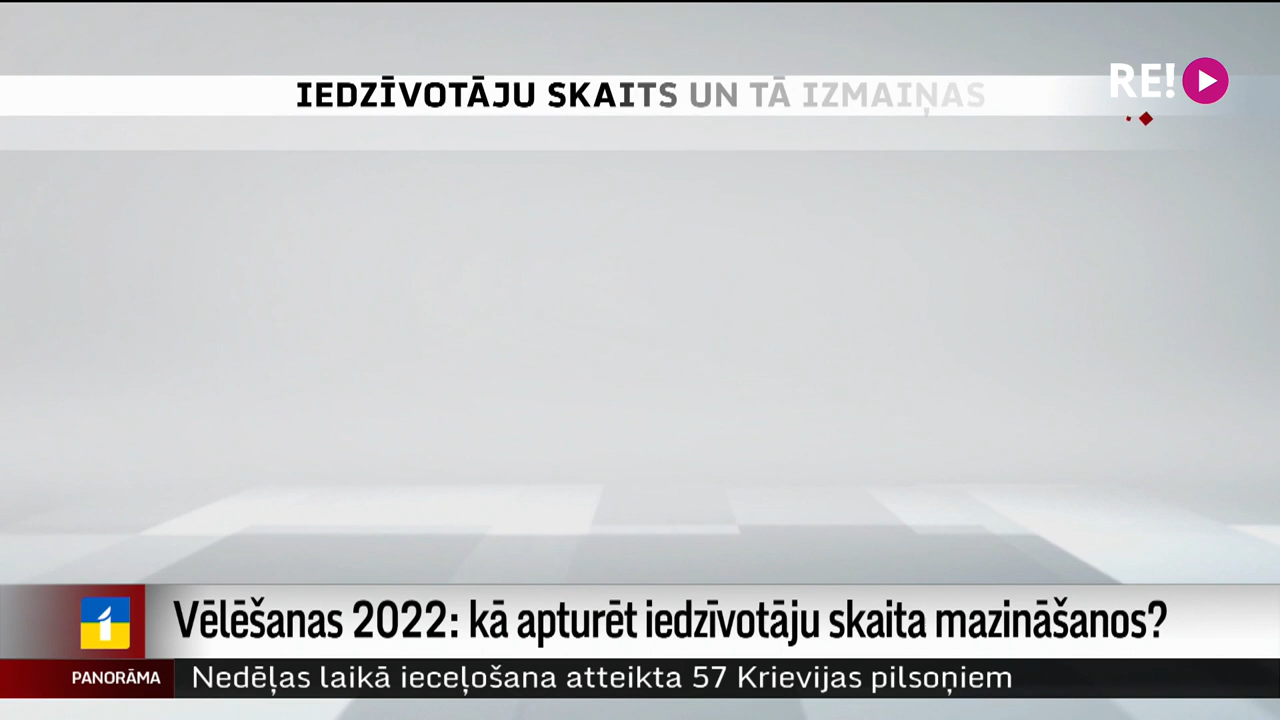 IEDZĪVOTĀJU SKAITS UN TĀ IZMAIŅAS
RE!
1
Vēlēšanas 2022: kā apturēt iedzīvotāju skaita mazināšanos?
PANORĀMA
Nedēļas laikā ieceļošana atteikta 57 Krievijas pilsoņiem